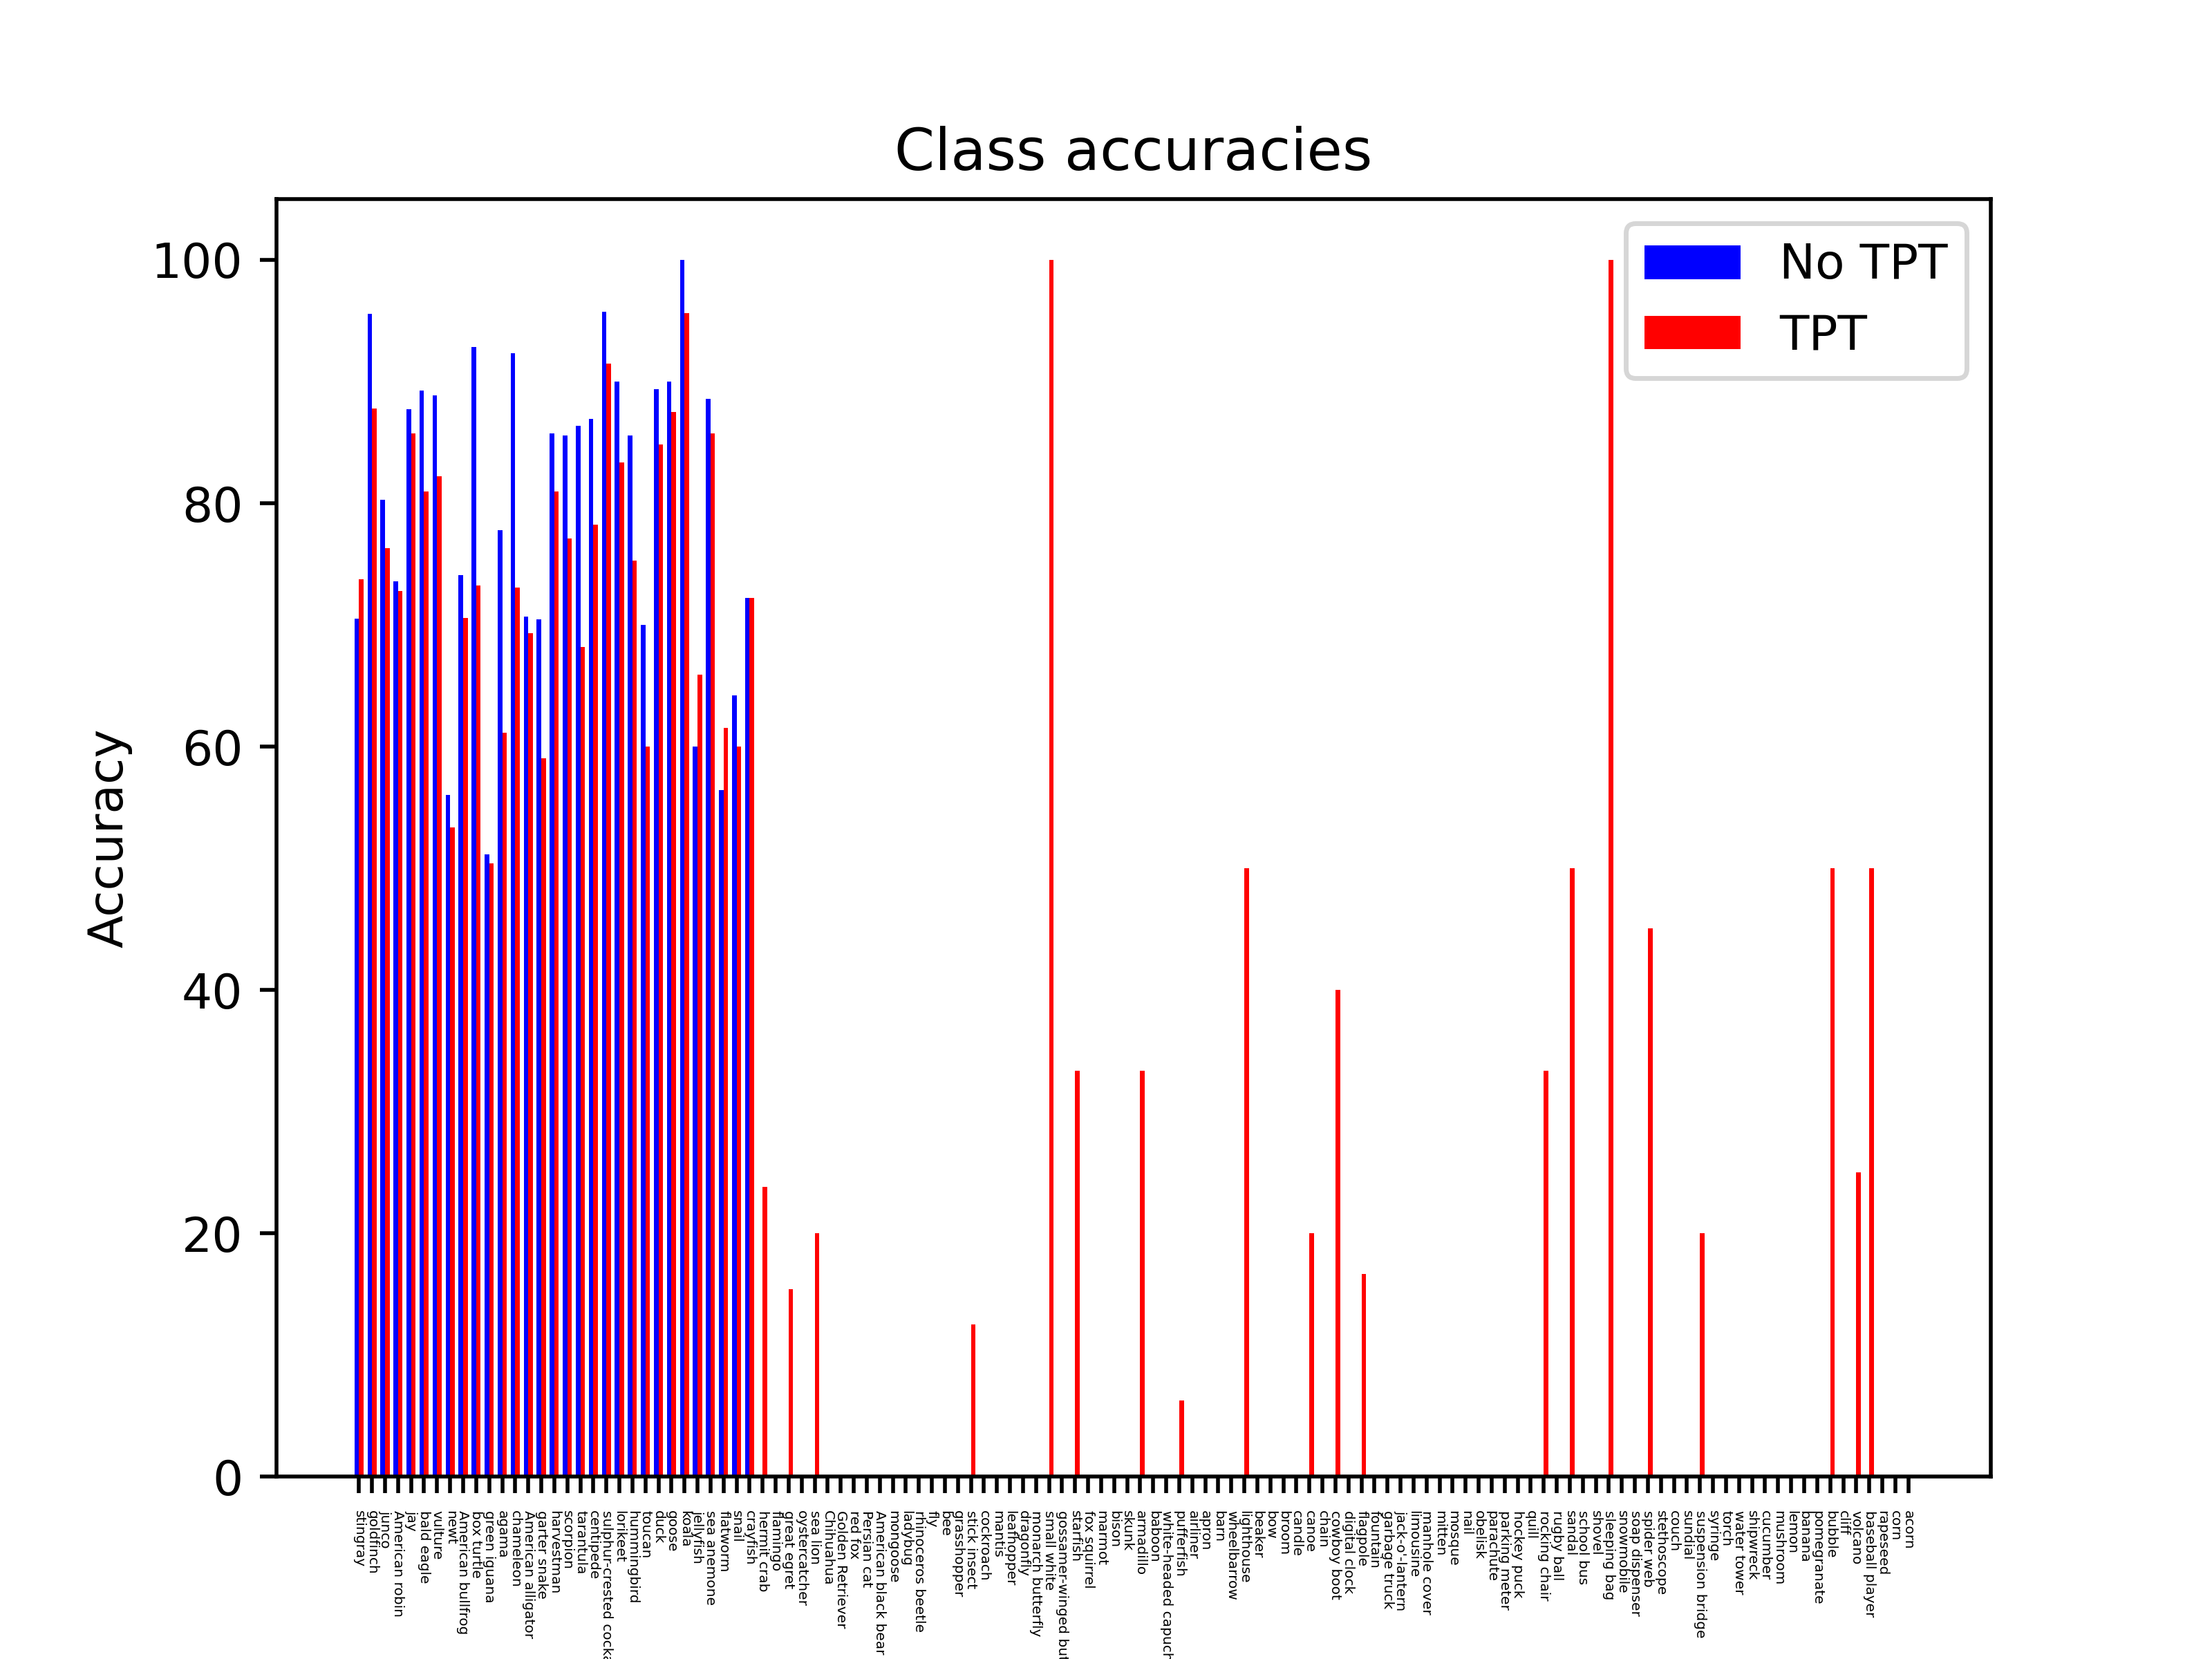 Class accuracies
No TPT
TPT
Accuracy
100
80
60
40
20
0
stingray
goldfinch
junco
American robin
jay
bald eagle
vulture
newt
American bullfrog
box turtle
green iguana
agama
chameleon
American alligator
garter snake
harvestman
scorpion
tarantula
centipede
sulphur-crested
lorikeet
hummingbird
toucan
duck
goose
koala
jellyfish
sea anemone
flatworm
snail
crayfish
hermit crab
flamingo
great egret
oystercatcher
sea lion
Chihuahua
Golden Retriever
red fox
Persian cat
American black bear
mongoose
ladybug
rhinoceros beetle
fly
bee
grasshopper
stick insect
cockroach
mantis
leafhopper
dragonfly
monarch butterfly
small white
gossamer-winged
starfish
fox squirrel
marmot
bison
skunk
armadillo
baboon
white-headed
pufferfish
airliner
apron
barn
wheelbarrow
lighthouse
beaker
bow
broom
candle
canoe
chain
cowboy boot
digital clock
flagpole
fountain
garbage truck
jack-o'-lantern
limousine
manhole cover
mitten
mosque
nail
obelisk
parachute
parking meter
hockey puck
quill
rocking chair
rugby ball
sandal
school bus
shovel
sleeping bag
snowmobile
soap dispenser
spider web
stethoscope
couch
sundial
suspension bridge
syringe
torch
water tower
shipwreck
cucumber
mushroom
lemon
banana
pomegranate
bubble
cliff
volcano
baseball player
rapeseed
corn
acorn